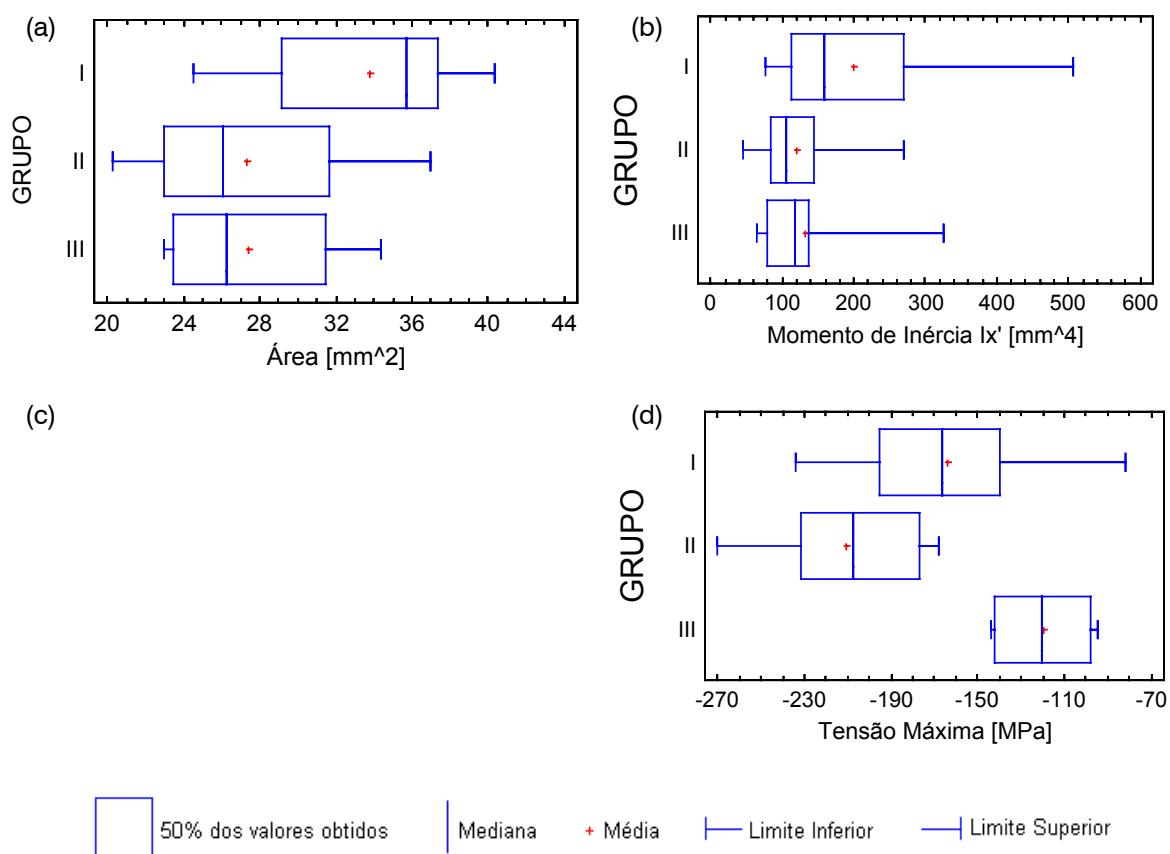 (a)
GRUPO
I
II
III
20 24 28 32 36 40 44
Área [mm^2]
(b)
GRUPO
I
II
III
0 100 200 300 400 500 600
Momento de Inércia Ix' [mm^4]
(c)
(d)
GRUPO
I
II
III
-270 -230 -190 -150 -110 -70
Tensão Máxima [MPa]
50% dos valores obtidos Mediana Média Limite Inferior Limite Superior